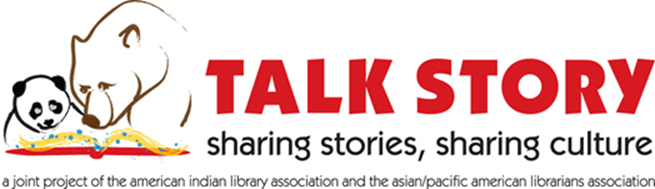 TALK STORY
sharing stories, sharing culture
a joint project of the american indian library association and the asian/pacific american librarians association